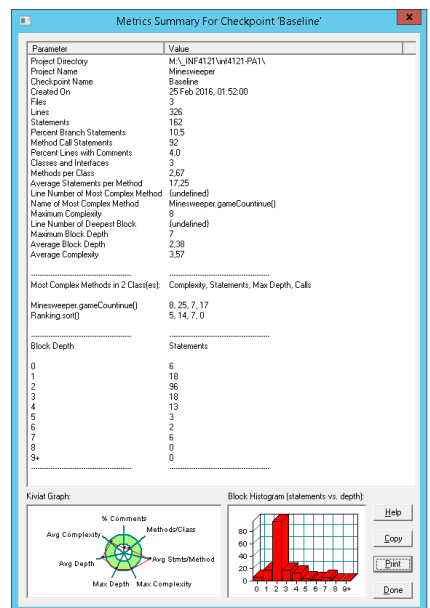 Metrics Summary For Checkpoint 'Baseline'
x
Parameter Value
Project Directory M:\_INF4121\inf4121-PA1\
Project Name Minesweeper
Checkpoint Name Baseline
Created On 25 Feb 2016, 01:52:00
Files 3
Lines 326
Statements 162
Percent Branch Statements 10,5
Method Call Statements 92
Percent Lines with Comments 4,0
Classes and Interfaces 3
Methods per Class 2,67
Average Statements per Method 17,25
Line Number of Most Complex Method {undefined}
Name of Most Complex Method Minesweeper.gameCountinue()
Maximum Complexity 8
Line Number of Deepest Block {undefined}
Maximum Block Depth 7
Average Block Depth 2,38
Average Complexity 3,57
---------------------------------------- ----------------------------------------
Most Complex Methods in 2 Class(es): Complexity, Statements, Max Depth, Calls
Minesweeper.gameCountinue() 8, 25, 7, 17
Ranking.sort() 5, 14, 7, 0
---------------------------------------- ----------------------------------------
Block Depth Statements
0 6
1 18
2 96
3 18
4 13
5 3
6 2
7 6
8 0
9+ 0
---------------------------------------- ----------------------------------------
Kiviat Graph:
% Comments
Methods/Class
Avg Complexity
Avg Stmts/Method
Avg Depth
Max Depth Max Complexity
Block Histogram (statements vs. depth):
80
60
40
20
0
0 1 2 3 4 5 6 7 8 9+
Help
Copy
Print
Done